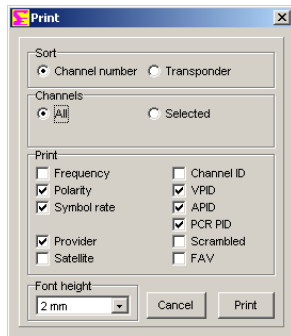 Print
Sort
Channel number Transponder
Channels
All Selected
Print
Frequency Channel ID
Polarity VPID
Symbol rate APID
PCR PID
Provider Scrambled
Satellite FAV
Font height
2 mm Cancel Print